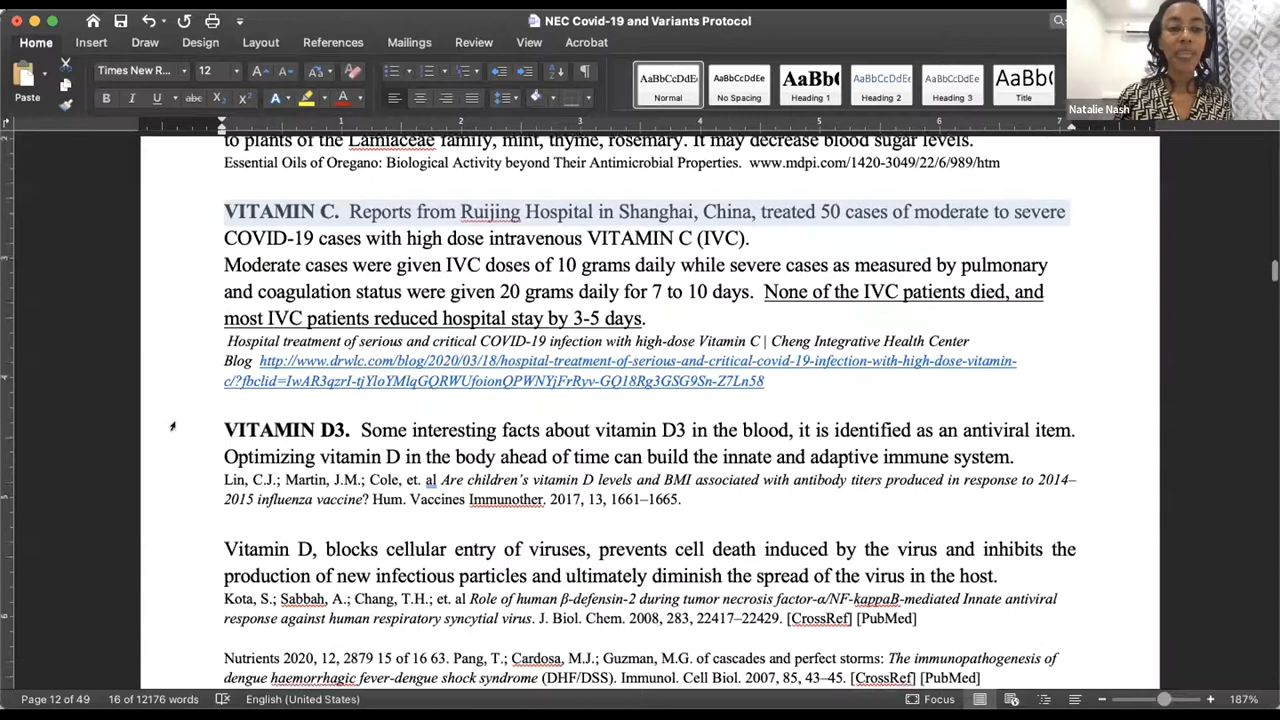 NEC Covid-19 and Variants Protocol
Home Insert Draw Design Layout References Mailings Review View Acrobat
Natalie Nash
Paste
Times New R... 12
AaBbCcDdEe AaBbCcDdEe AaBb( AaBbCcDdEe AaBbCcDdEe AaBbC(
Normal No Spacing Heading 1 Heading 2 Heading 3 Title
1 2 3 4 5 6 7
to plants of the Lamiaceae family, mint, thyme, rosemary. It may decrease blood sugar levels.
Essential Oils of Oregano: Biological Activity beyond Their Antimicrobial Properties. www.mdpi.com/1420-3049/22/6/989/htm
VITAMIN C. Reports from Ruijing Hospital in Shanghai, China, treated 50 cases of moderate to severe
COVID-19 cases with high dose intravenous VITAMIN C (IVC).
Moderate cases were given IVC doses of 10 grams daily while severe cases as measured by pulmonary
and coagulation status were given 20 grams daily for 7 to 10 days. None of the IVC patients died, and
most IVC patients reduced hospital stay by 3-5 days.
Hospital treatment of serious and critical COVID-19 infection with high-dose Vitamin C | Cheng Integrative Health Center
Blog http://www.drwlc.com/blog/2020/03/18/hospital-treatment-of-serious-and-critical-covid-19-infection-with-high-dose-vitamin-
c/?fbclid=IwAR3qzrI-tjYloYMlqGQRWUfoionQPWNYjFrRyv-GQ18Rg3GSG9Sn-Z7Ln58
VITAMIN D3. Some interesting facts about vitamin D3 in the blood, it is identified as an antiviral item.
Optimizing vitamin D in the body ahead of time can build the innate and adaptive immune system.
Lin, C.J.; Martin, J.M.; Cole, et. al Are children's vitamin D levels and BMI associated with antibody titers produced in response to 2014–
2015 influenza vaccine? Hum. Vaccines Immunother. 2017, 13, 1661–1665.
Vitamin D, blocks cellular entry of viruses, prevents cell death induced by the virus and inhibits the
production of new infectious particles and ultimately diminish the spread of the virus in the host.
Kota, S.; Sabbah, A.; Chang, T.H.; et. al Role of human β-defensin-2 during tumor necrosis factor-α/NF-kappaB-mediated Innate antiviral
response against human respiratory syncytial virus. J. Biol. Chem. 2008, 283, 22417–22429. [CrossRef] [PubMed]
Nutrients 2020, 12, 2879 15 of 16 63. Pang, T.; Cardosa, M.J.; Guzman, M.G. of cascades and perfect storms: The immunopathogenesis of
dengue haemorrhagic fever-dengue shock syndrome (DHF/DSS). Immunol. Cell Biol. 2007, 85, 43–45. [CrossRef] [PubMed]
Page 12 of 49 16 of 12176 words English (United States) Focus 187%